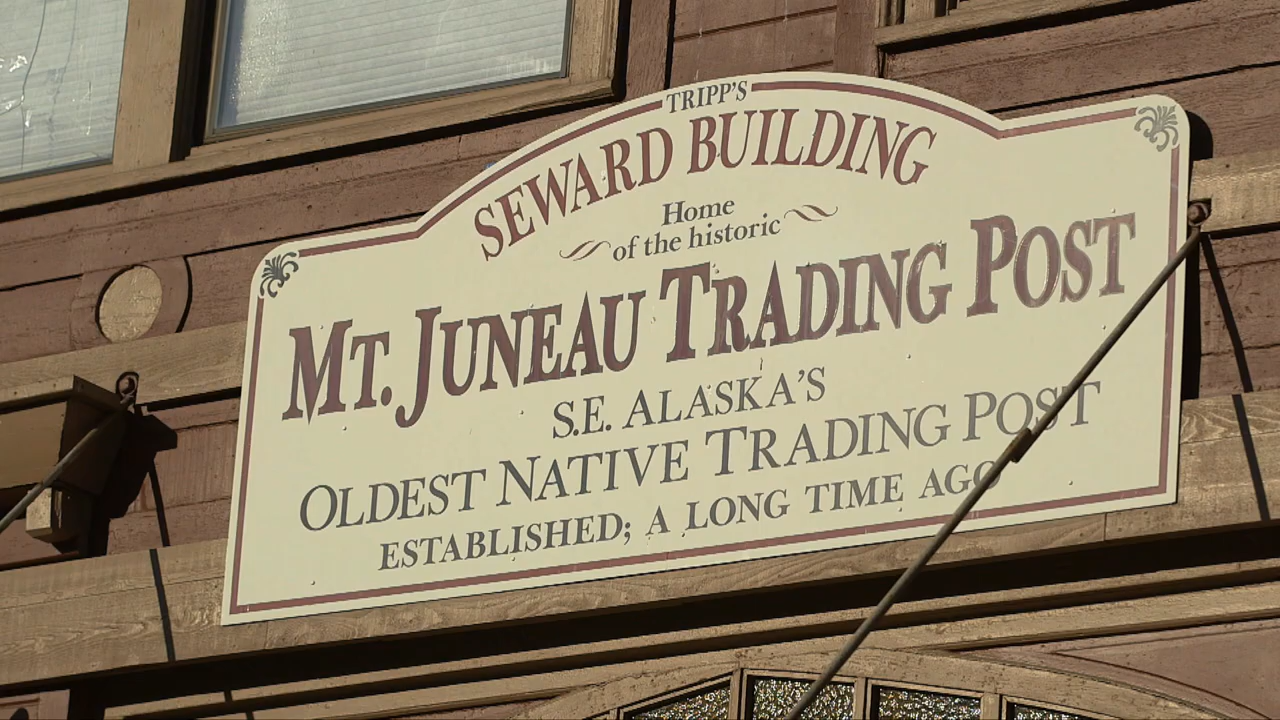 TRIPP'S
SEWARD BUILDING
Home
of the historic
MT. JUNEAU TRADING POST
S.E. ALASKA'S
OLDEST NATIVE TRADING POST
ESTABLISHED; A LONG TIME AGO